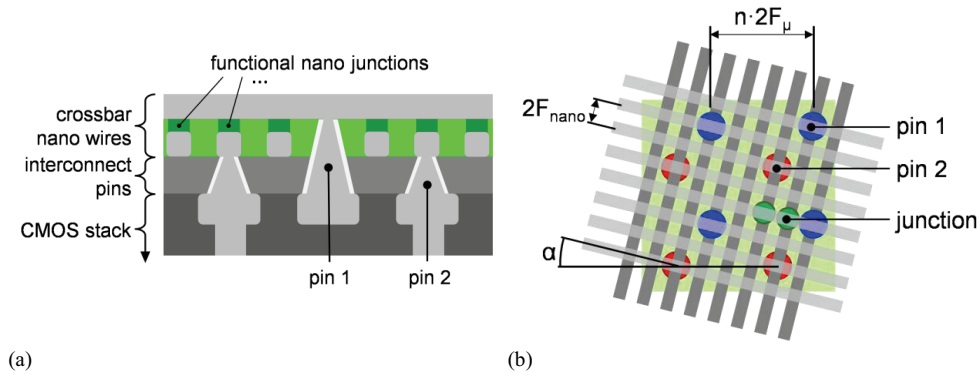 functional nano junctions
...
crossbar
nano wires
interconnect
pins
CMOS stack
pin 1
pin 2
(a)
n·2Fμ
2Fnano
pin 1
pin 2
junction
α
(b)